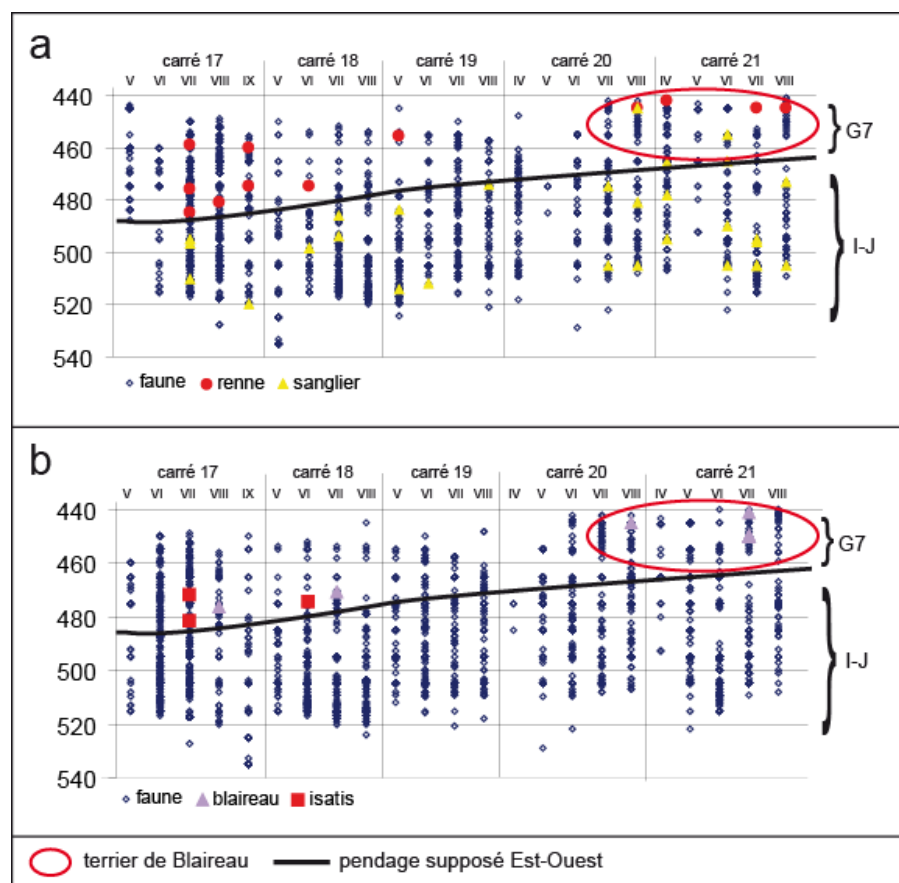 a
carré 17 carré 18 carré 19 carré 20 carré 21
V VI VII VIII IX V VI VII VIII V VI VII VIII IV V VI VII VIII IV V VI VII VIII
440
460
480
500
520
540
G7
I-J
faune renne sanglier
b
carré 17 carré 18 carré 19 carré 20 carré 21
V VI VII VIII IX V VI VII VIII V VI VII VIII IV V VI VII VIII IV V VI VII VIII
440
460
480
500
520
540
G7
I-J
faune blaireau isatis
terrier de Blaireau pendage supposé Est-Ouest